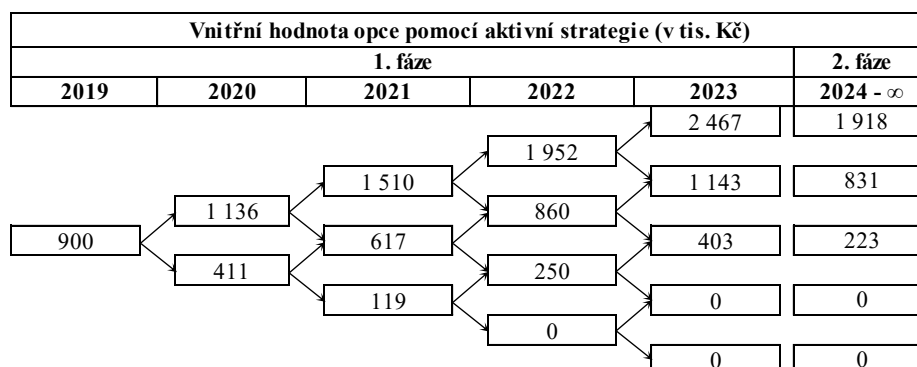 Vnitřní hodnota opce pomocí aktivní strategie (v tis. Kč)
1. fáze 2. fáze
2019 2020 2021 2022 2023 2024 - ∞
2 467 1 918
1 952
1 510 1 143 831
1 136 860
900 617 403 223
411 250
119 0 0
0
0 0